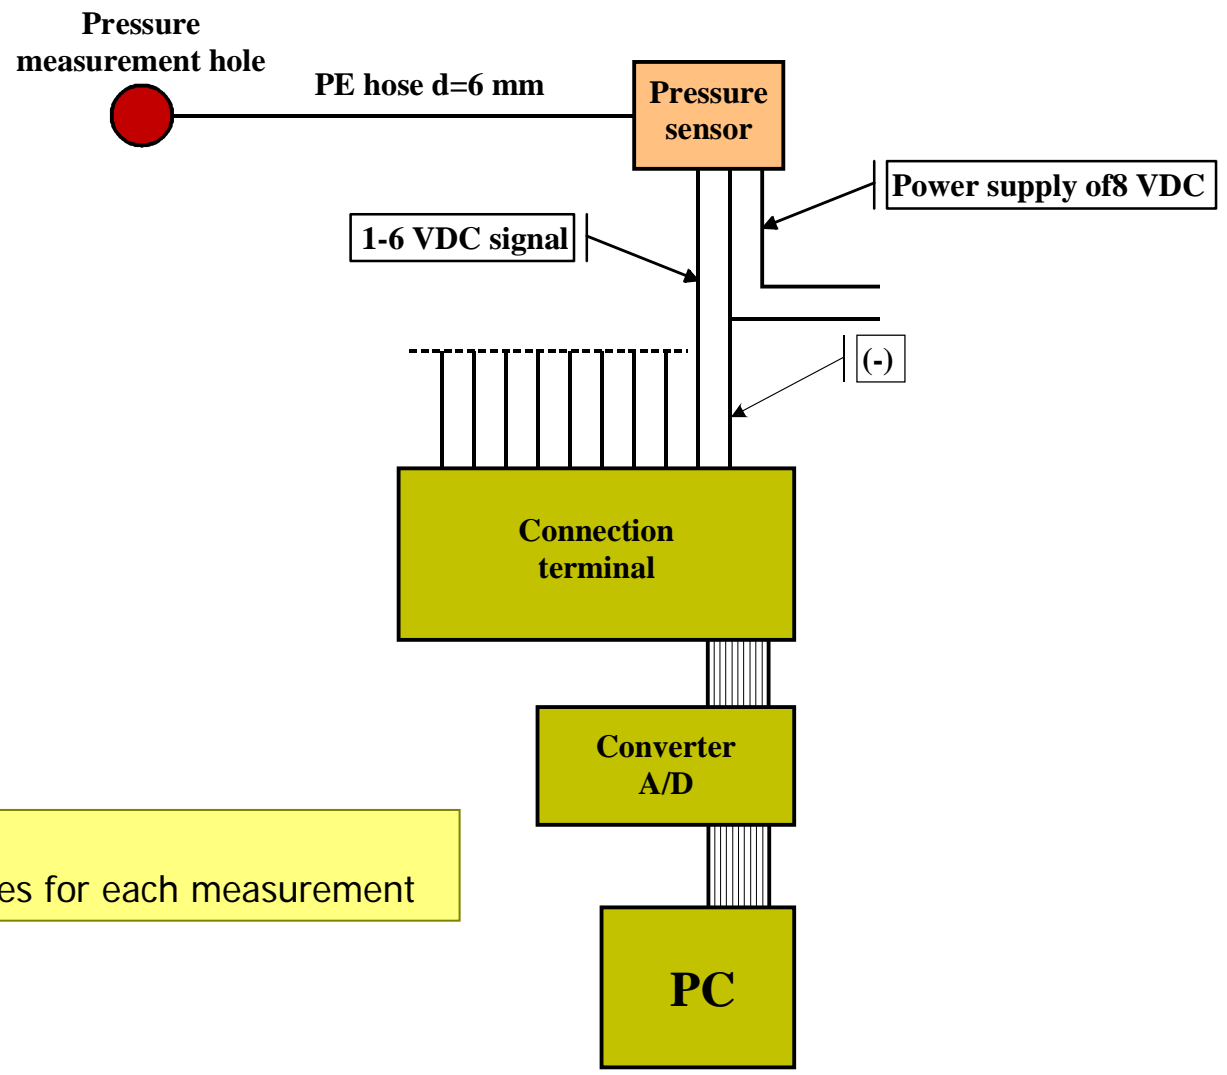 Pressure
measurement hole
PE hose d=6 mm
Pressure
sensor
Power supply of8 VDC
1-6 VDC signal
(-)
Connection
terminal
Converter
A/D
es for each measurement
PC